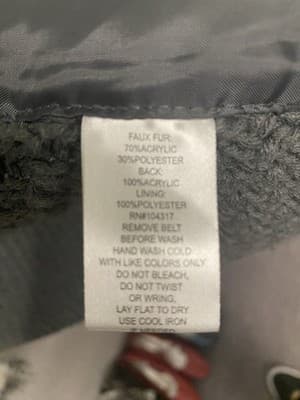 FAUX FUR:
70%ACRYLIC
30%POLYESTER
BACK:
100%ACRYLIC
LINING:
100%POLYESTER
RN#104317
REMOVE BELT
BEFORE WASH
HAND WASH COLD
WITH LIKE COLORS ONLY
DO NOT BLEACH,
DO NOT TWIST
OR WRING,
LAY FLAT TO DRY
USE COOL IRON
IF NEEDED